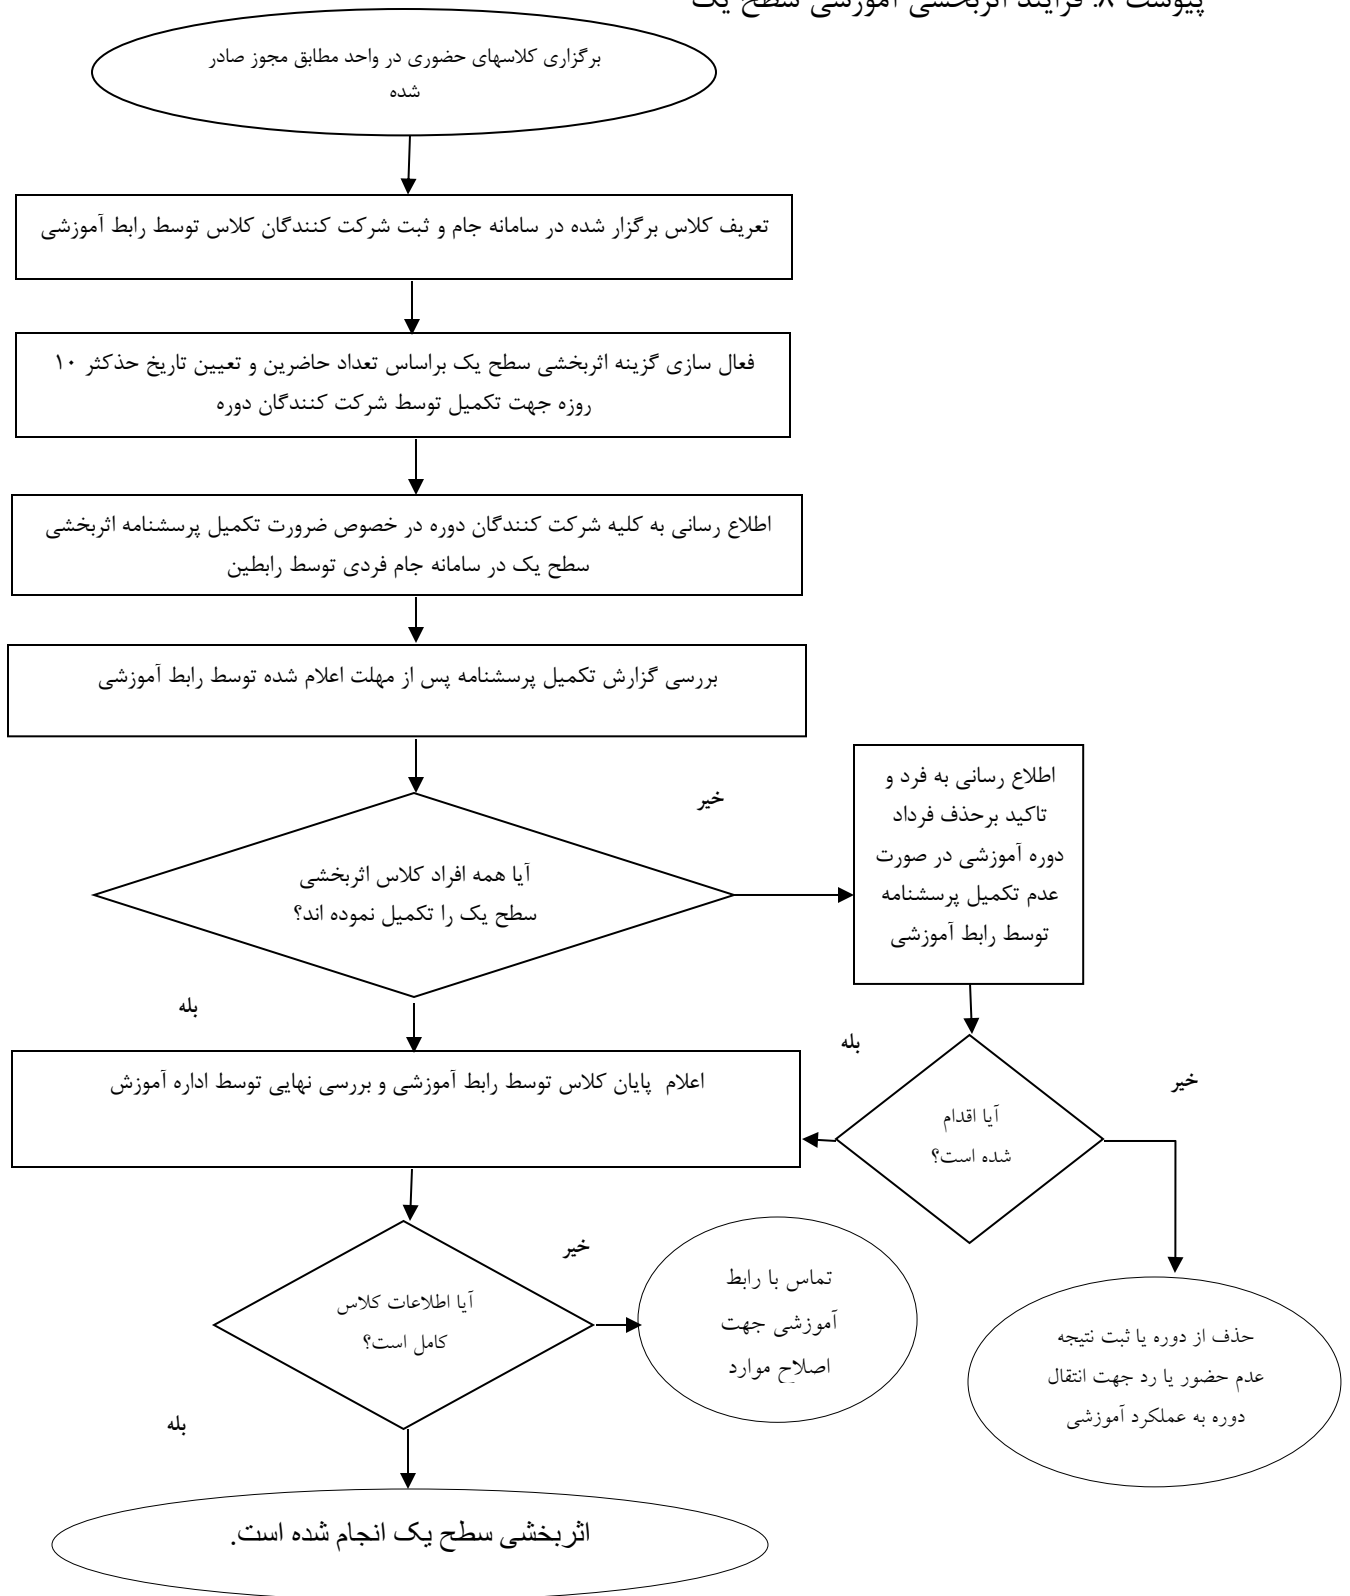 پیوست ۸. فرآیند اثربخشی آموزشی سطح یک
برگزاری کلاسهای حضوری در واحد مطابق مجوز صادر
شده
تعریف کلاس برگزار شده در سامانه جام و ثبت شرکت کنندگان کلاس توسط رابط آموزشی
فعال سازی گزینه اثربخشی سطح یک براساس تعداد حاضرین و تعیین تاریخ حذکثر ۱۰
روزه جهت تکمیل توسط شرکت کنندگان دوره
اطلاع رسانی به کلیه شرکت کنندگان دوره در خصوص ضرورت تکمیل پرسشنامه اثربخشی
سطح یک در سامانه جام فردی توسط رابطین
بررسی گزارش تکمیل پرسشنامه پس از مهلت اعلام شده توسط رابط آموزشی
خیر
اطلاع رسانی به فرد و
تاکید برحذف فرداد
دوره آموزشی در صورت
عدم تکمیل پرسشنامه
توسط رابط آموزشی
آیا همه افراد کلاس اثربخشی
سطح یک را تکمیل نموده اند؟
بله
بله
خیر
اعلام پایان کلاس توسط رابط آموزشی و بررسی نهایی توسط اداره آموزش
آیا اقدام
شده است؟
خیر
آیا اطلاعات کلاس
کامل است؟
تماس با رابط
آموزشی جهت
اصلاح موارد
حذف از دوره یا ثبت نتیجه
عدم حضور یا رد جهت انتقال
دوره به عملکرد آموزشی
بله
اثربخشی سطح یک انجام شده است.